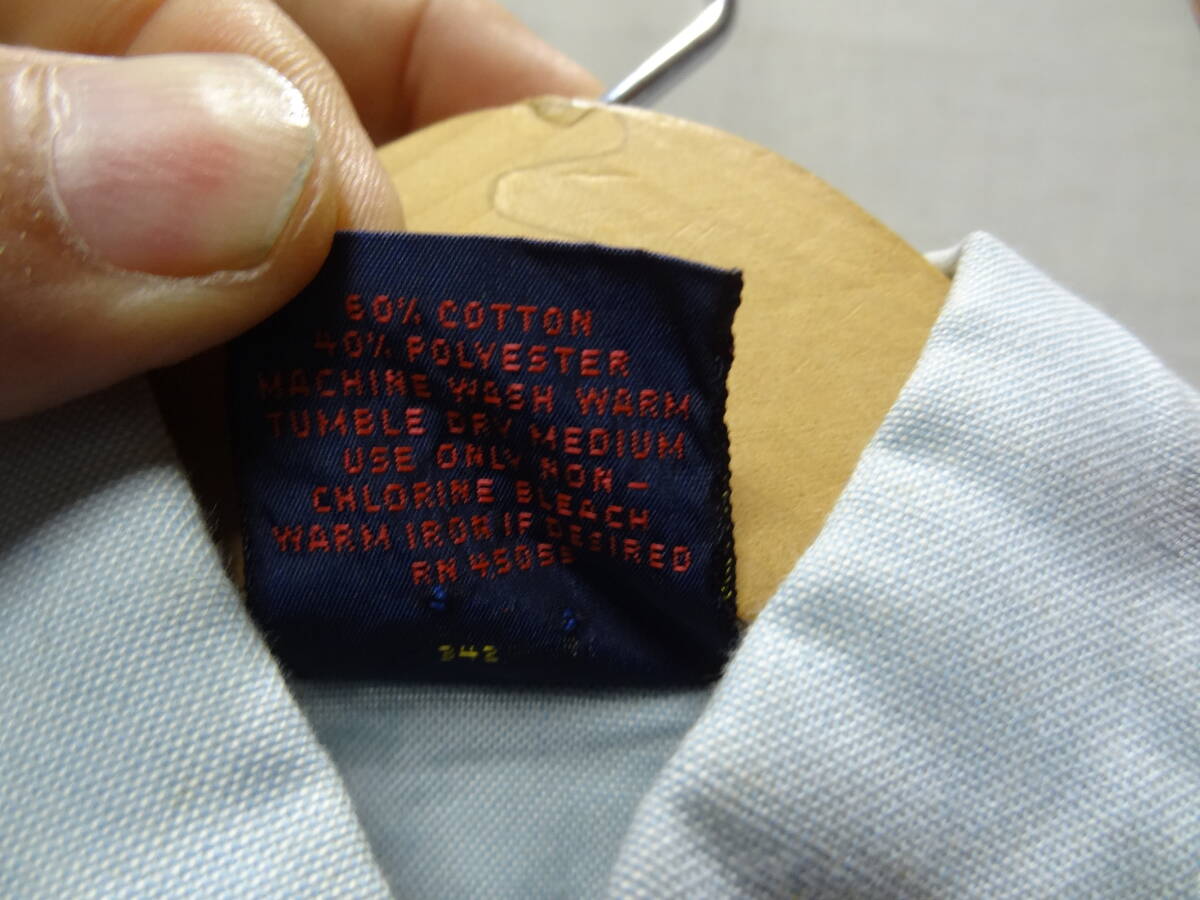 60% COTTON
40% POLYESTER
MACHINE WASH WARM
TUMBLE DRY MEDIUM
USE ONLY NON -
CHLORINE BLEACH
WARM IRON IF DESIRED
RN
342